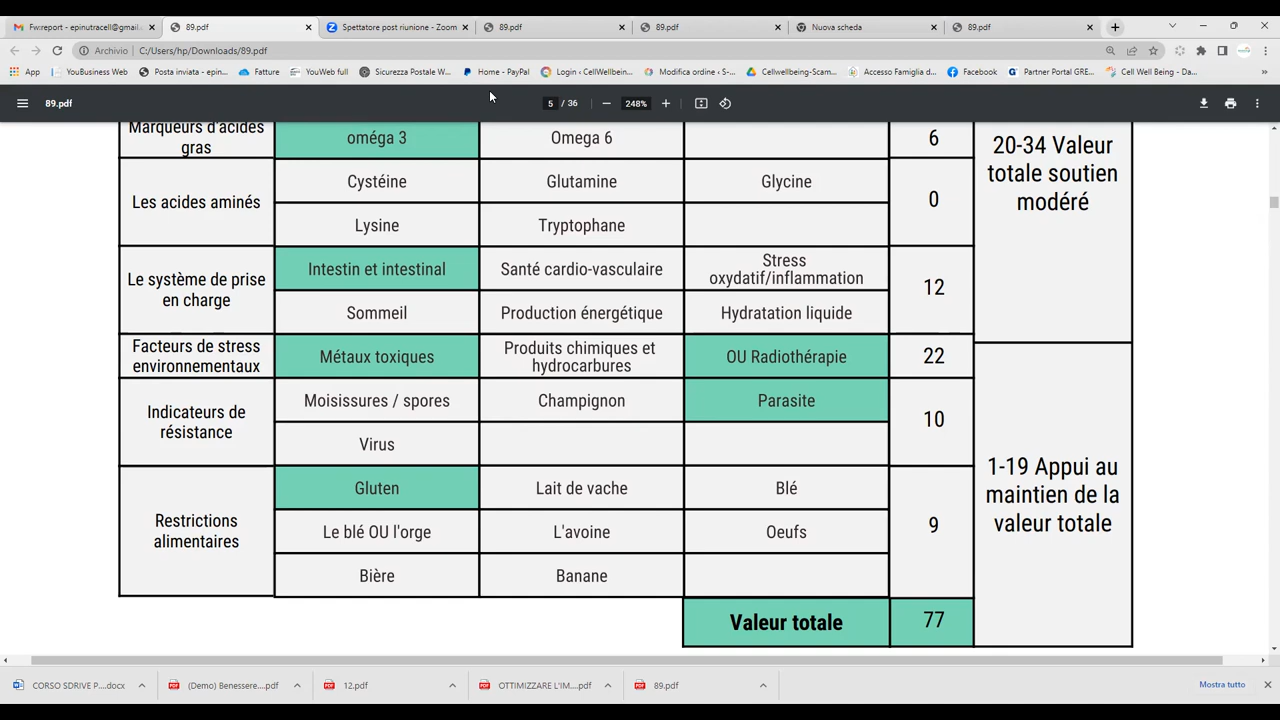 Fw:report - epinutracell@gmail.
89.pdf
Spettatore post riunione - Zoom
89.pdf
89.pdf
Nuova scheda
89.pdf
Archivio
C:/Users/hp/Downloads/89.pdf
App
YouBusiness Web
Posta inviata - epin...
Fatture
YouWeb full
Sicurezza Postale W...
Home - PayPal
Login ‹ CellWellbein...
Modifica ordine ‹ S...
Cellwellbeing-Scam...
Accesso Famiglia d...
Facebook
Partner Portal GRE...
Cell Well Being - Da...
89.pdf
5 / 36
248%
Marqueurs d'acides
gras
oméga 3
Omega 6
6
20-34 Valeur
totale soutien
modéré
Les acides aminés
Cystéine
Glutamine
Glycine
0
Lysine
Tryptophane
Le système de prise
en charge
Intestin et intestinal
Santé cardio-vasculaire
Stress
oxydatif/inflammation
12
Sommeil
Production énergétique
Hydratation liquide
Facteurs de stress
environnementaux
Métaux toxiques
Produits chimiques et
hydrocarbures
OU Radiothérapie
22
Indicateurs de
résistance
Moisissures / spores
Champignon
Parasite
10
Virus
1-19 Appui au
maintien de la
valeur totale
Restrictions
alimentaires
Gluten
Lait de vache
Blé
9
Le blé OU l'orge
L'avoine
Oeufs
Bière
Banane
Valeur totale
77
CORSO SDRIVE P....docx
(Demo) Benessere....pdf
12.pdf
OTTIMIZZARE L'IM....pdf
89.pdf
Mostra tutto